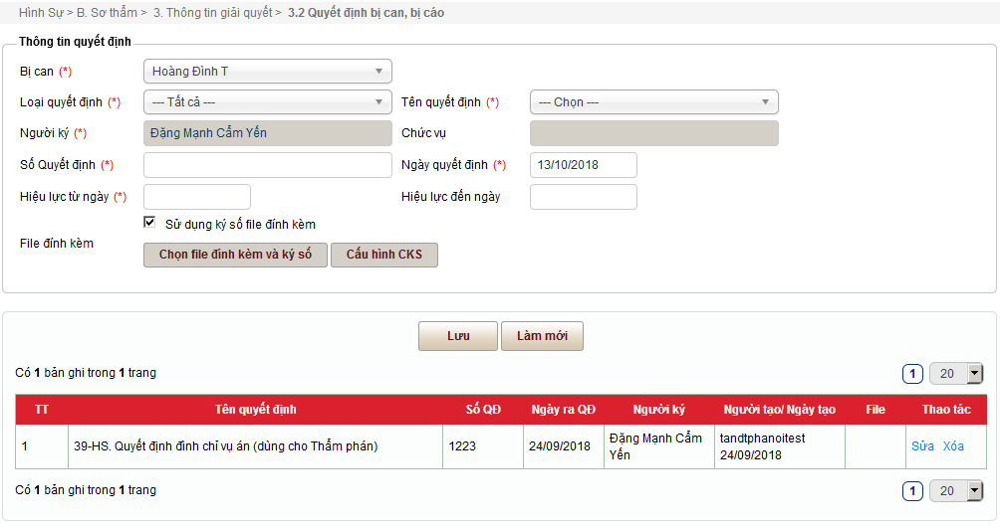 Hình Sự > B. Sơ thẩm > 3. Thông tin giải quyết > 3.2 Quyết định bị can, bị cáo
Thông tin quyết định
Bị can (*) Hoàng Đình T
Loại quyết định (*) --- Tất cả --- Tên quyết định (*) --- Chọn ---
Người ký (*) Đặng Mạnh Cẩm Yến Chức vụ
Số Quyết định (*) Ngày quyết định (*) 13/10/2018
Hiệu lực từ ngày (*) Hiệu lực đến ngày
Sử dụng ký số file đính kèm
File đính kèm Chọn file đính kèm và ký số Cấu hình CKS
Lưu Làm mới
Có 1 bản ghi trong 1 trang 1 20
TT Tên quyết định Số QĐ Ngày ra QĐ Người ký Người tạo/ Ngày tạo File Thao tác
1 39-HS. Quyết định đình chỉ vụ án (dùng cho Thẩm phán) 1223 24/09/2018 Đặng Mạnh Cẩm Yến tandtphanoitest 24/09/2018 Sửa Xóa
Có 1 bản ghi trong 1 trang 1 20